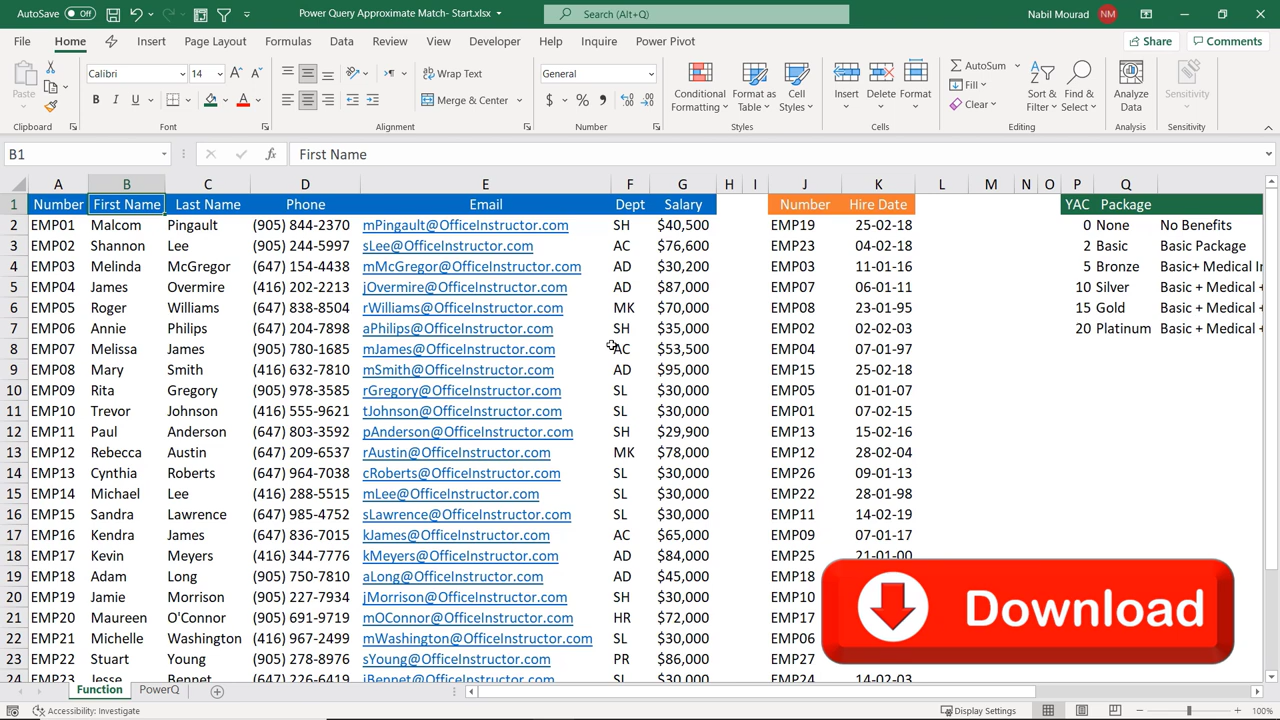 AutoSave Off Power Query Approximate Match- Start.xlsx Search (Alt+Q) Nabil Mourad NM
File Home Insert Page Layout Formulas Data Review View Developer Help Inquire Power Pivot Share Comments
Calibri 14 Wrap Text General AutoSum
Paste B I U Merge & Center $ % Conditional Formatting Format as Table Cell Styles Insert Delete Format Fill Clear Sort & Filter Find & Select Analyze Data Sensitivity
Clipboard Font Alignment Number Styles Cells Editing Analysis Sensitivity
B1 fx First Name
A B C D E F G H I J K L M N O P Q
1 Number First Name Last Name Phone Email Dept Salary Number Hire Date YAC Package
2 EMP01 Malcom Pingault (905) 844-2370 mPingault@OfficeInstructor.com SH $40,500 EMP19 25-02-18 0 None No Benefits
3 EMP02 Shannon Lee (905) 244-5995 sLee@OfficeInstructor.com AC $76,600 EMP23 04-02-18 2 Basic Basic Package
4 EMP03 Melinda McGregor (647) 154-4438 mMcGregor@OfficeInstructor.com AD $30,200 EMP03 11-01-16 5 Bronze Basic+ Medical In
5 EMP04 James Overmire (416) 202-2213 jOvermire@OfficeInstructor.com AD $87,000 EMP07 06-01-11 10 Silver Basic + Medical +
6 EMP05 Roger Williams (647) 838-8504 rWilliams@OfficeInstructor.com MK $70,000 EMP08 23-01-95 15 Gold Basic + Medical +
7 EMP06 Annie Philips (647) 204-7898 aPhilips@OfficeInstructor.com SH $35,000 EMP02 02-02-03 20 Platinum Basic + Medical +
8 EMP07 Melissa James (905) 780-1685 mJames@OfficeInstructor.com AC $53,500 EMP04 07-01-97
9 EMP08 Mary Smith (416) 632-7810 mSmith@OfficeInstructor.com AD $95,000 EMP15 25-02-18
10 EMP09 Rita Gregory (905) 978-3585 rGregory@OfficeInstructor.com SL $30,000 EMP05 01-01-07
11 EMP10 Trevor Johnson (416) 555-9621 tJohnson@OfficeInstructor.com SL $30,000 EMP01 07-02-15
12 EMP11 Paul Anderson (647) 803-3592 pAnderson@OfficeInstructor.com SH $29,900 EMP13 15-02-16
13 EMP12 Rebecca Austin (647) 209-6537 rAustin@OfficeInstructor.com MK $78,000 EMP12 28-02-04
14 EMP13 Cynthia Roberts (647) 964-7038 cRoberts@OfficeInstructor.com SL $30,000 EMP26 09-01-13
15 EMP14 Michael Lee (416) 288-5515 mLee@OfficeInstructor.com SL $30,000 EMP22 28-01-98
16 EMP15 Sandra Lawrence (647) 985-4752 sLawrence@OfficeInstructor.com SL $30,000 EMP11 14-02-19
17 EMP16 Kendra James (647) 836-7015 kJames@OfficeInstructor.com AC $65,000 EMP09 07-01-17
18 EMP17 Kevin Meyers (416) 344-7776 kMeyers@OfficeInstructor.com AD $84,000 EMP25 21-01-00
19 EMP18 Adam Long (905) 750-7810 aLong@OfficeInstructor.com AD $45,000 EMP18
20 EMP19 Jamie Morrison (905) 227-7934 jMorrison@OfficeInstructor.com SH $30,000 EMP10
21 EMP20 Maureen O'Connor (905) 691-9719 mOConnor@OfficeInstructor.com HR $72,000 EMP17
22 EMP21 Michelle Washington (416) 967-2499 mWashington@OfficeInstructor.com SL $30,000 EMP06
23 EMP22 Stuart Young (905) 278-8976 sYoung@OfficeInstructor.com PR $86,000 EMP27
24 EMP23 Jesse Bennet (647) 226-6419 jBennet@OfficeInstructor.com SL $30,000 EMP24 14-02-03
Download
Function PowerQ
Accessibility: Investigate Display Settings 100%